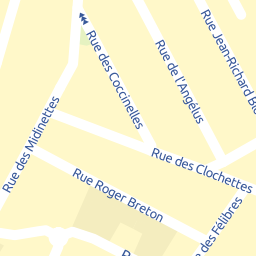 Rue des Coccinelles
Rue de l'Angélus
Rue Jean-Richard
Rue des Midinettes
Rue des Clochettes
Rue Roger Breton
des Félibres